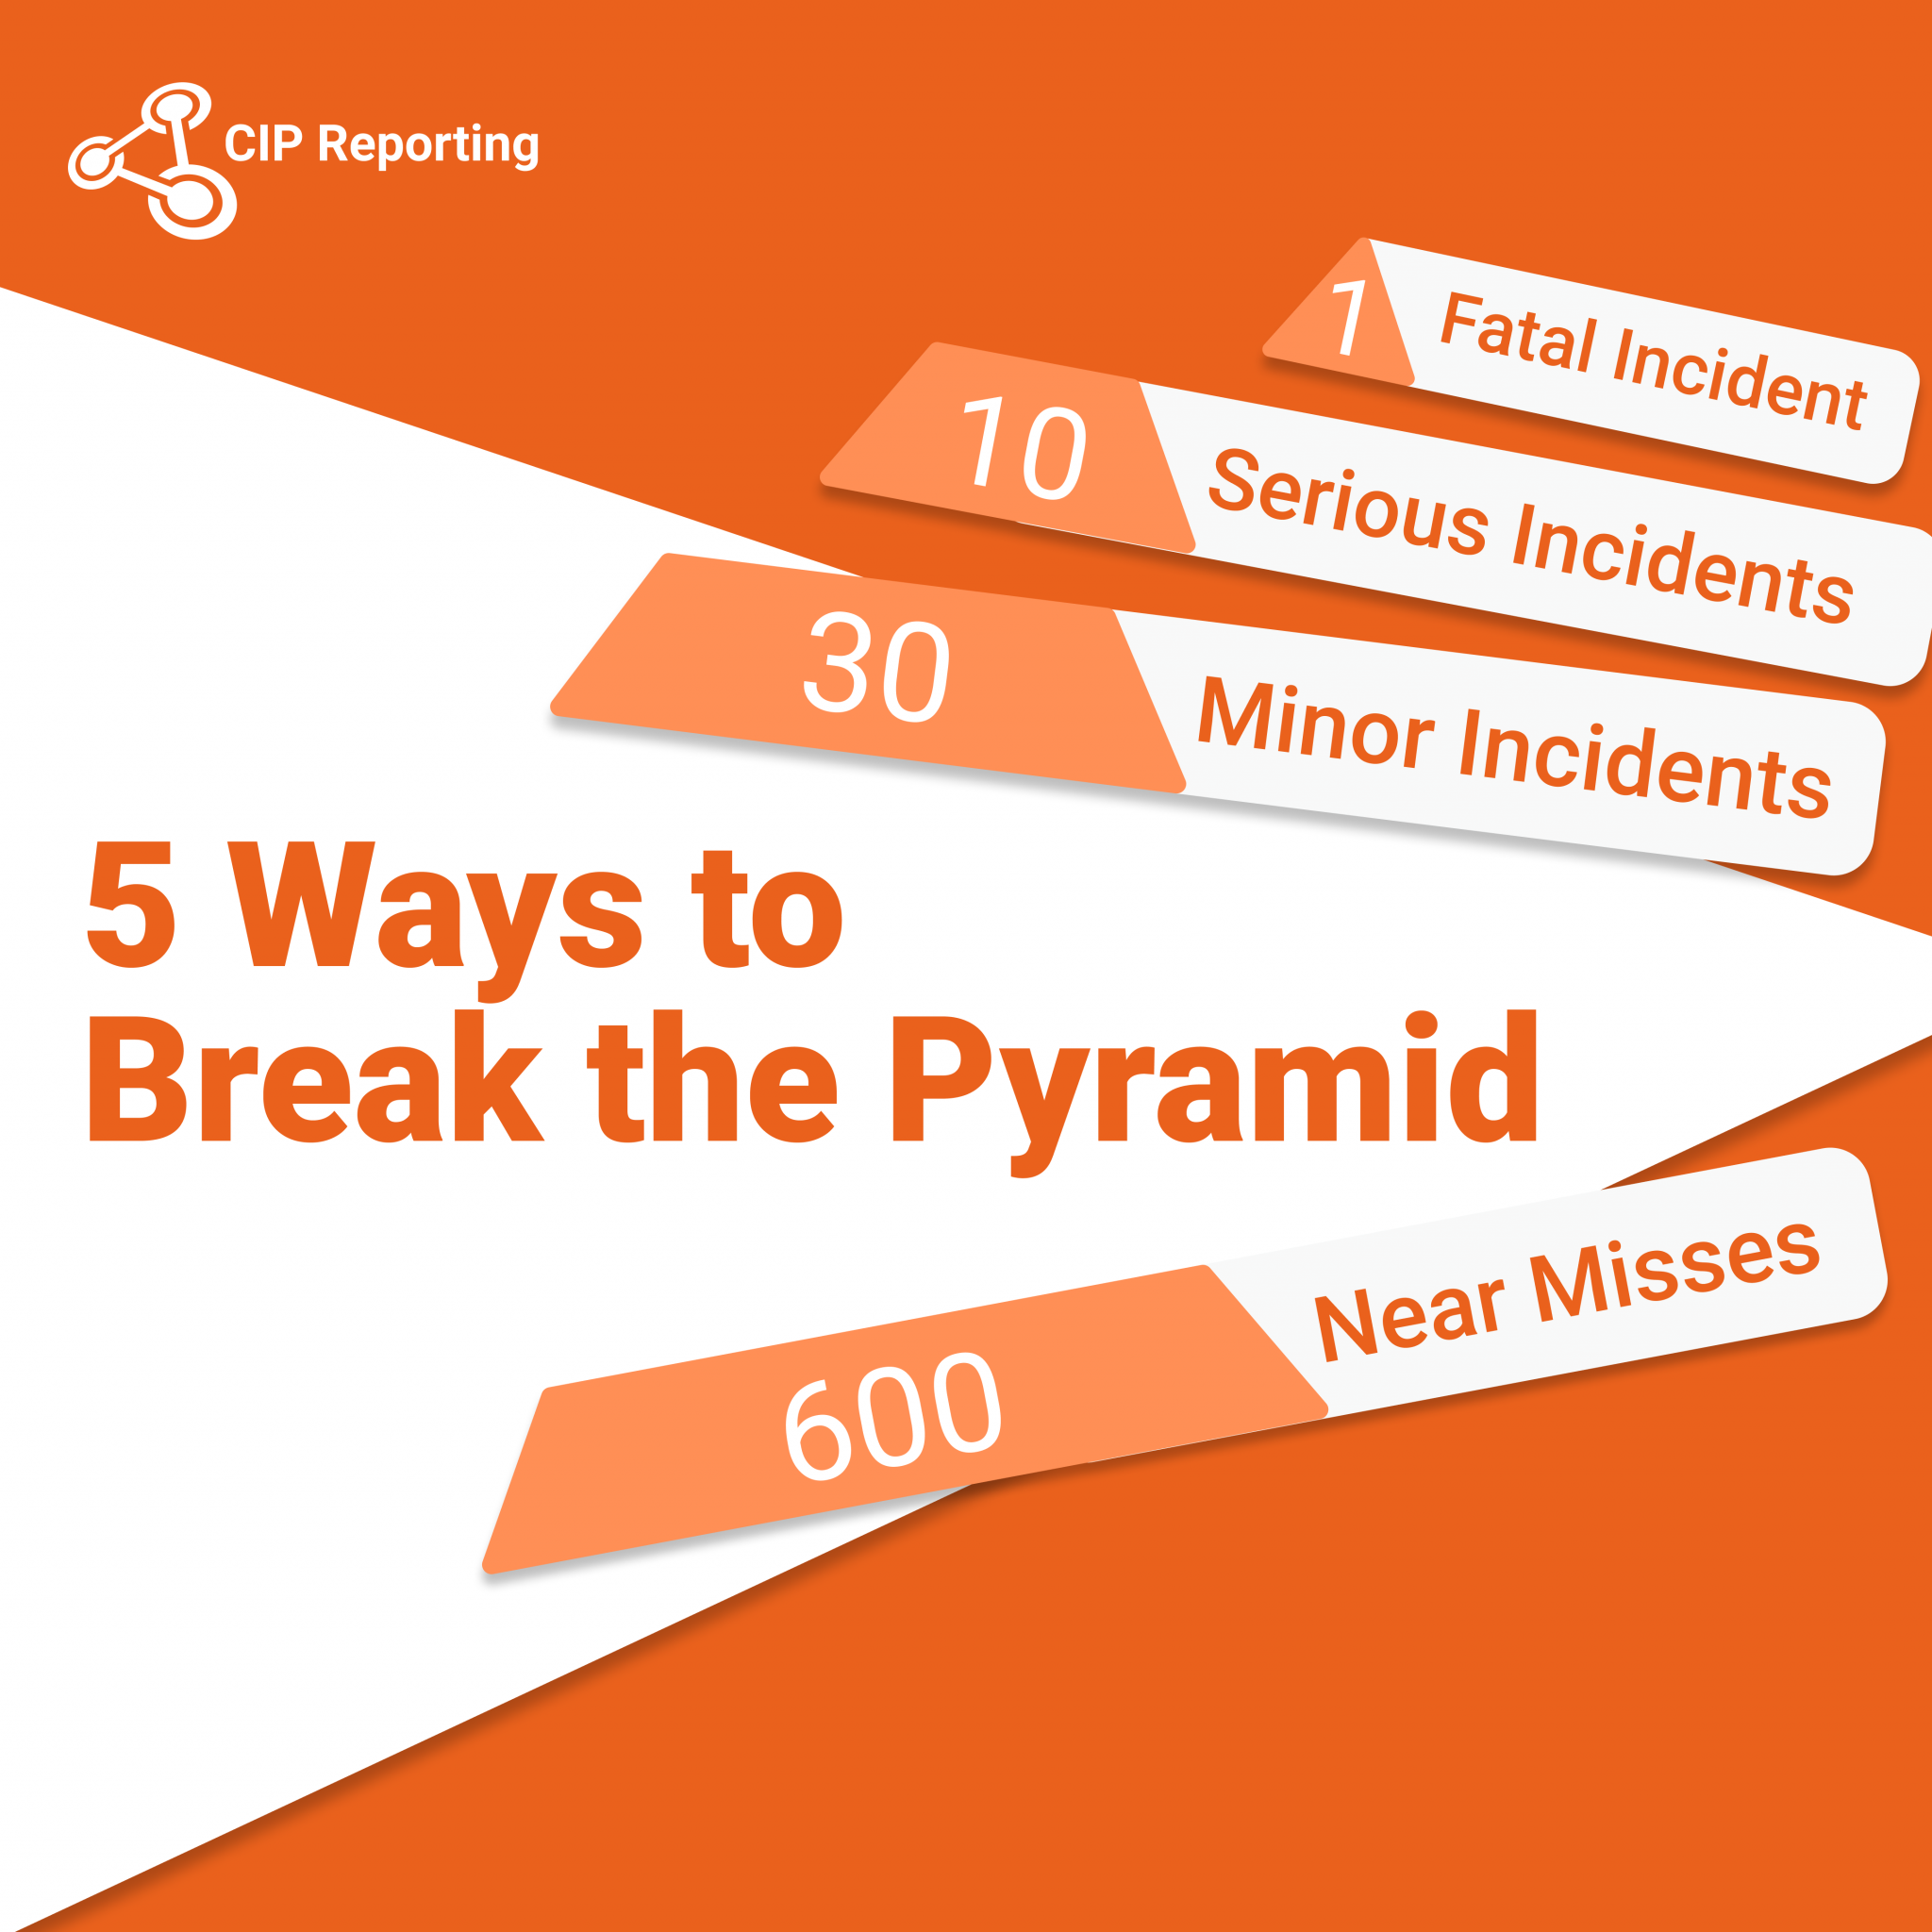 CIP Reporting
1 Fatal Incident
10 Serious Incidents
30 Minor Incidents
5 Ways to
Break the Pyramid
600 Near Misses